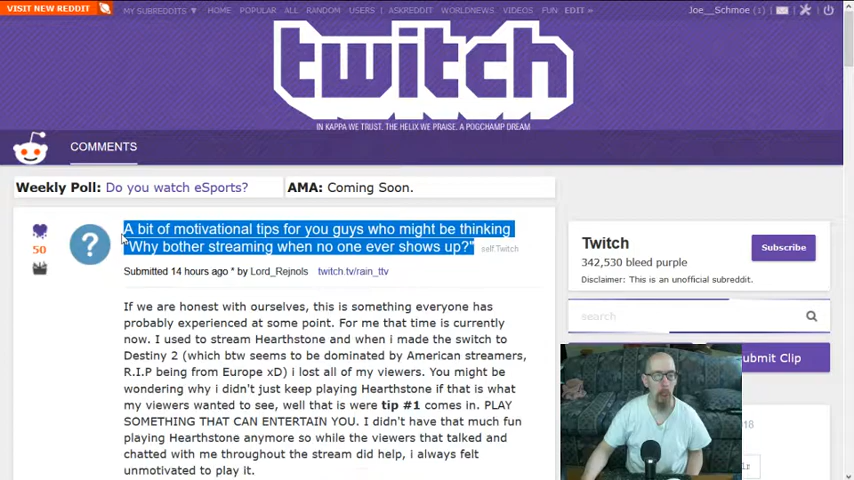 VISIT NEW REDDIT
MY SUBREDDITS HOME POPULAR ALL RANDOM USERS | ASKREDDIT WORLDNEWS VIDEOS FUN EDIT »
Joe__Schmoe
twitch
IN KAPPA WE TRUST. THE HELIX WE PRAISE. A POGCHAMP DREAM
COMMENTS
Weekly Poll: Do you watch eSports?
AMA: Coming Soon.
50
?
A bit of motivational tips for you guys who might be thinking
"Why bother streaming when no one ever shows up?" self.Twitch
Submitted 14 hours ago * by Lord_Rejnols twitch.tv/rain_ttv
If we are honest with ourselves, this is something everyone has
probably experienced at some point. For me that time is currently
now. I used to stream Hearthstone and when i made the switch to
Destiny 2 (which btw seems to be dominated by American streamers,
R.I.P being from Europe xD) i lost all of my viewers. You might be
wondering why i didn't just keep playing Hearthstone if that is what
my viewers wanted to see, well that is were tip #1 comes in. PLAY
SOMETHING THAT CAN ENTERTAIN YOU. I didn't have that much fun
playing Hearthstone anymore so while the viewers that talked and
chatted with me throughout the stream did help, i always felt
unmotivated to play it.
Twitch
342,530 bleed purple
Subscribe
Disclaimer: This is an unofficial subreddit.
search
ubmit Clip